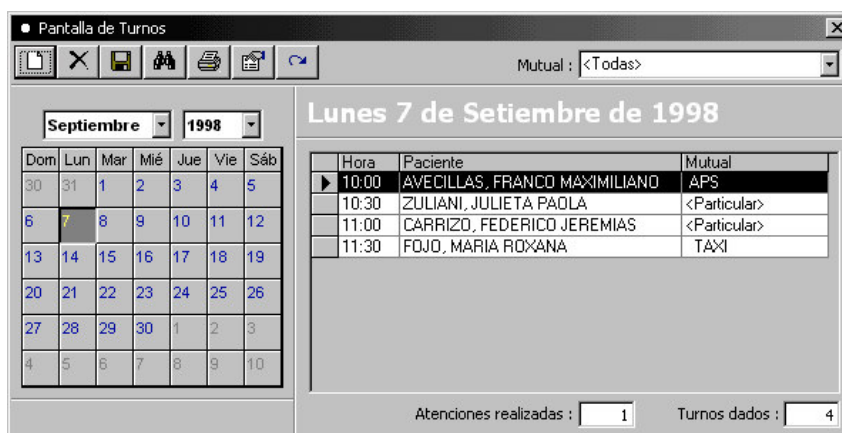 Pantalla de Turnos
Mutual : <Todas>
Septiembre 1998
Lunes 7 de Setiembre de 1998
Dom Lun Mar Mié Jue Vie Sáb
30 31 1 2 3 4 5
6 7 8 9 10 11 12
13 14 15 16 17 18 19
20 21 22 23 24 25 26
27 28 29 30 1 2 3
4 5 6 7 8 9 10
Hora Paciente Mutual
10:00 AVECILLAS, FRANCO MAXIMILIANO APS
10:30 ZULIANI, JULIETA PAOLA <Particular>
11:00 CARRIZO, FEDERICO JEREMIAS <Particular>
11:30 FOJO, MARIA ROXANA TAXI
Atenciones realizadas : 1 Turnos dados : 4